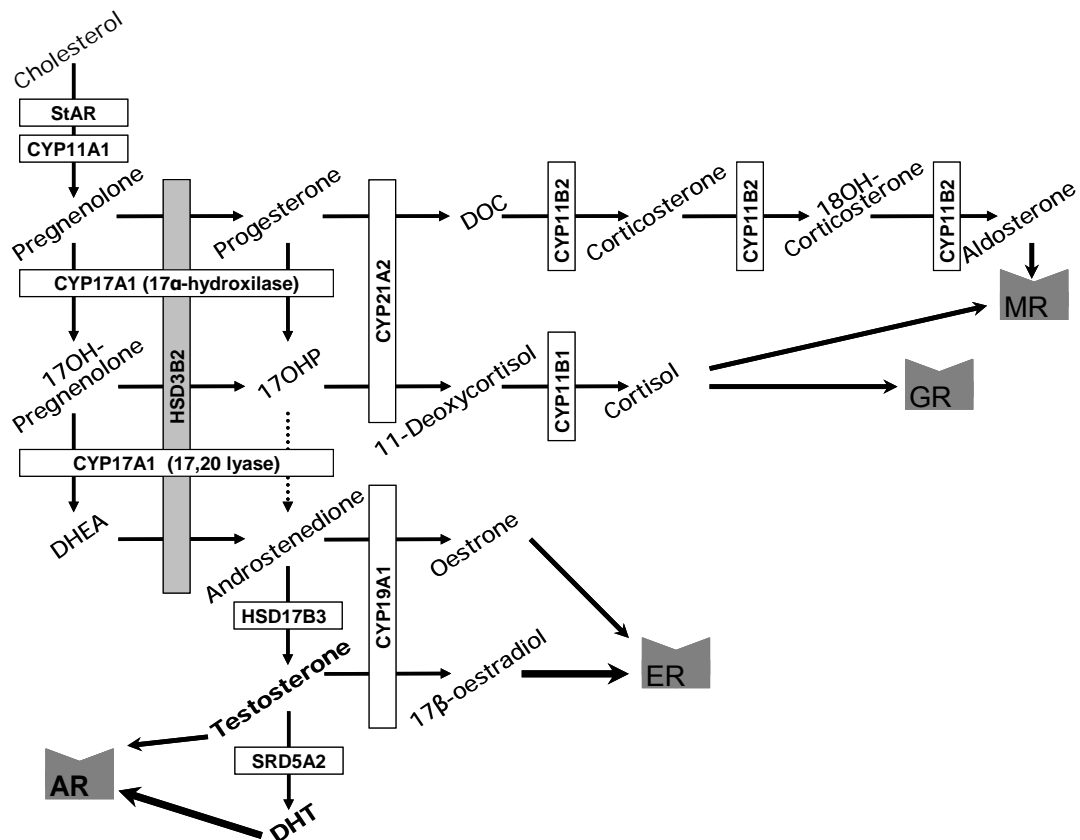 Cholesterol
StAR
CYP11A1
Pregnenolone
Progesterone
DOC
CYP11B2
Corticosterone
CYP11B2
18OH-
Corticosterone
CYP11B2
Aldosterone
MR
CYP17A1 (17α-hydroxilase)
HSD3B2
CYP21A2
17OH-
Pregnenolone
17OHP
11-Deoxycortisol
CYP11B1
Cortisol
GR
CYP17A1 (17,20 lyase)
DHEA
Androstenedione
CYP19A1
Oestrone
HSD17B3
Testosterone
17β-oestradiol
ER
SRD5A2
AR
DHT